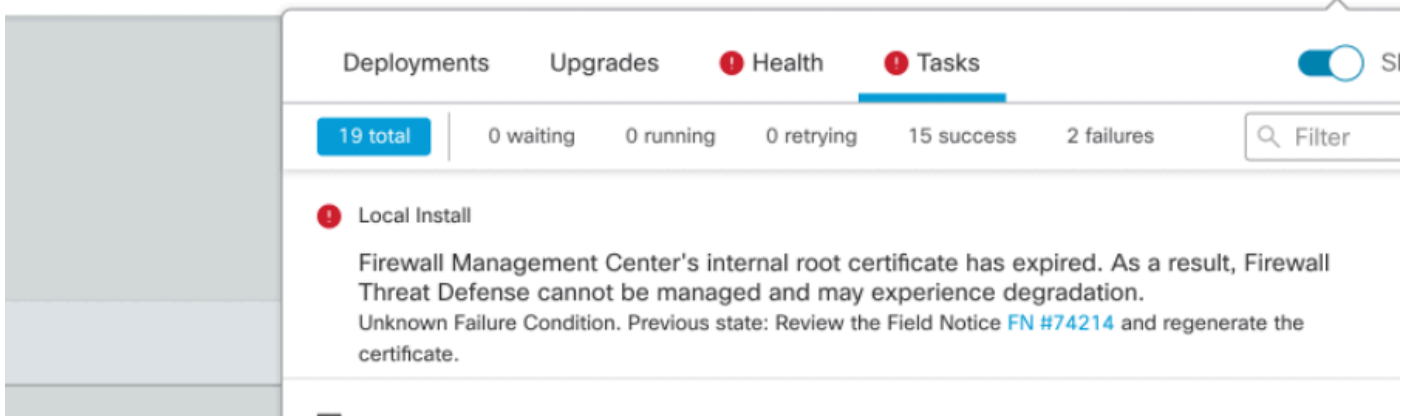 Deployments Upgrades Health Tasks
19 total 0 waiting 0 running 0 retrying 15 success 2 failures Filter
Local Install
Firewall Management Center's internal root certificate has expired. As a result, Firewall
Threat Defense cannot be managed and may experience degradation.
Unknown Failure Condition. Previous state: Review the Field Notice FN #74214 and regenerate the
certificate.